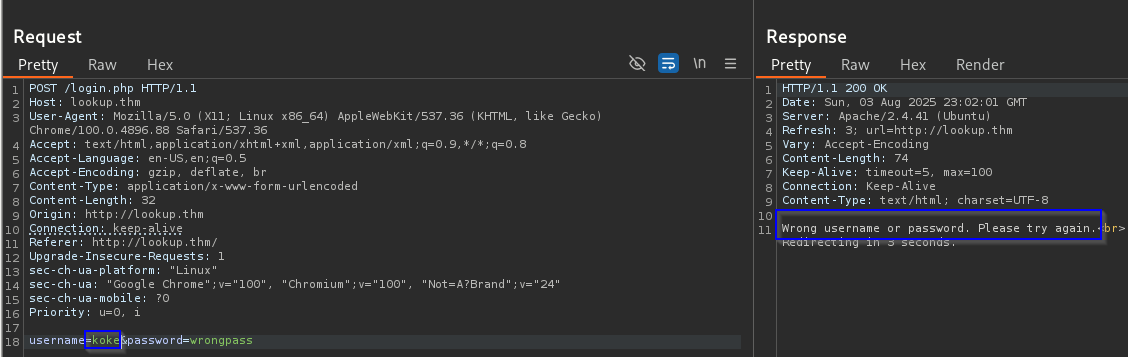 Request
Response
Pretty Raw Hex
\n
Pretty Raw Hex Render
1 POST /login.php HTTP/1.1
2 Host: lookup.thm
3 User-Agent: Mozilla/5.0 (X11; Linux x86_64) AppleWebKit/537.36 (KHTML, like Gecko)
Chrome/100.0.4896.88 Safari/537.36
4 Accept: text/html,application/xhtml+xml,application/xml;q=0.9,*/*;q=0.8
5 Accept-Language: en-US,en;q=0.5
6 Accept-Encoding: gzip, deflate, br
7 Content-Type: application/x-www-form-urlencoded
8 Content-Length: 32
9 Origin: http://lookup.thm
10 Connection: keep-alive
11 Referer: http://lookup.thm/
12 Upgrade-Insecure-Requests: 1
13 sec-ch-ua-platform: "Linux"
14 sec-ch-ua: "Google Chrome";v="100", "Chromium";v="100", "Not=A?Brand";v="24"
15 sec-ch-ua-mobile: ?0
16 Priority: u=0, i
17
18 username=koke&password=wrongpass
1 HTTP/1.1 200 OK
2 Date: Sun, 03 Aug 2025 23:02:01 GMT
3 Server: Apache/2.4.41 (Ubuntu)
4 Refresh: 3; url=http://lookup.thm
5 Vary: Accept-Encoding
6 Content-Length: 74
7 Keep-Alive: timeout=5, max=100
8 Connection: Keep-Alive
9 Content-Type: text/html; charset=UTF-8
10
11 Wrong username or password. Please try again.<br>
Redirecting in 3 seconds.